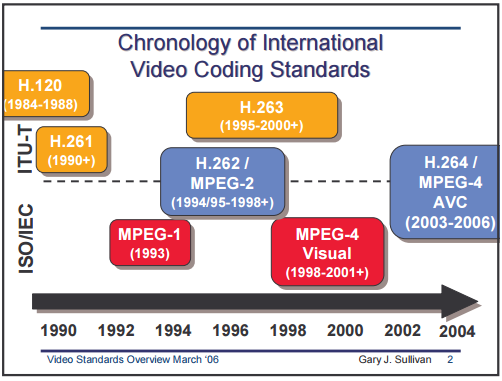 Chronology of International
Video Coding Standards
ITU-T
ISO/IEC
H.120
(1984-1988)
H.261
(1990+)
H.263
(1995-2000+)
H.262 /
MPEG-2
(1994/95-1998+)
H.264 /
MPEG-4
AVC
(2003-2006)
MPEG-1
(1993)
MPEG-4
Visual
(1998-2001+)
1990 1992 1994 1996 1998 2000 2002 2004
Video Standards Overview March ‘06 Gary J. Sullivan 2